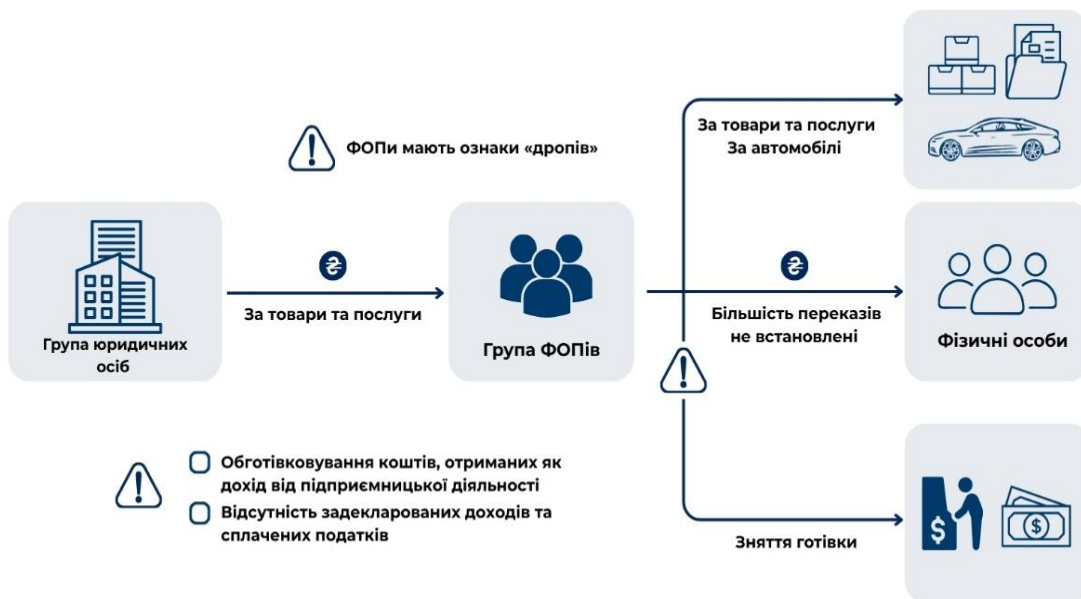 ФОПи мають ознаки «дропів»
За товари та послуги
За автомобілі
Група юридичних
осіб
₴
За товари та послуги
Група ФОПів
₴
Більшість переказів
не встановлені
Фізичні особи
Обготівковування коштів, отриманих як
дохід від підприємницької діяльності
Відсутність задекларованих доходів та
сплачених податків
Зняття готівки
$
$